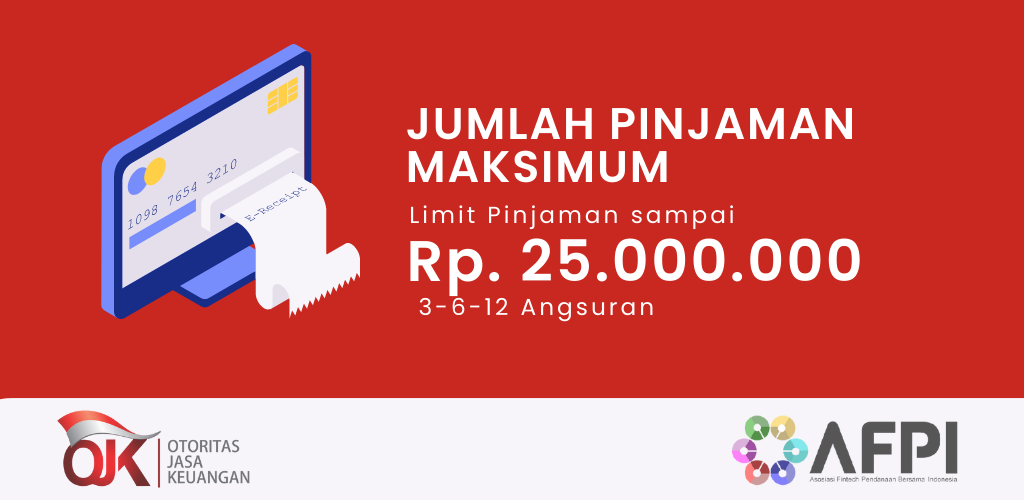 JUMLAH PINJAMAN
MAKSIMUM
Limit Pinjaman sampai
Rp. 25.000.000
3-6-12 Angsuran
1098 7654 3210
E-Receipt
OJK
OTORITAS
JASA
KEUANGAN
AFPI
Asosiasi Fintech Pendanaan Bersama Indonesia